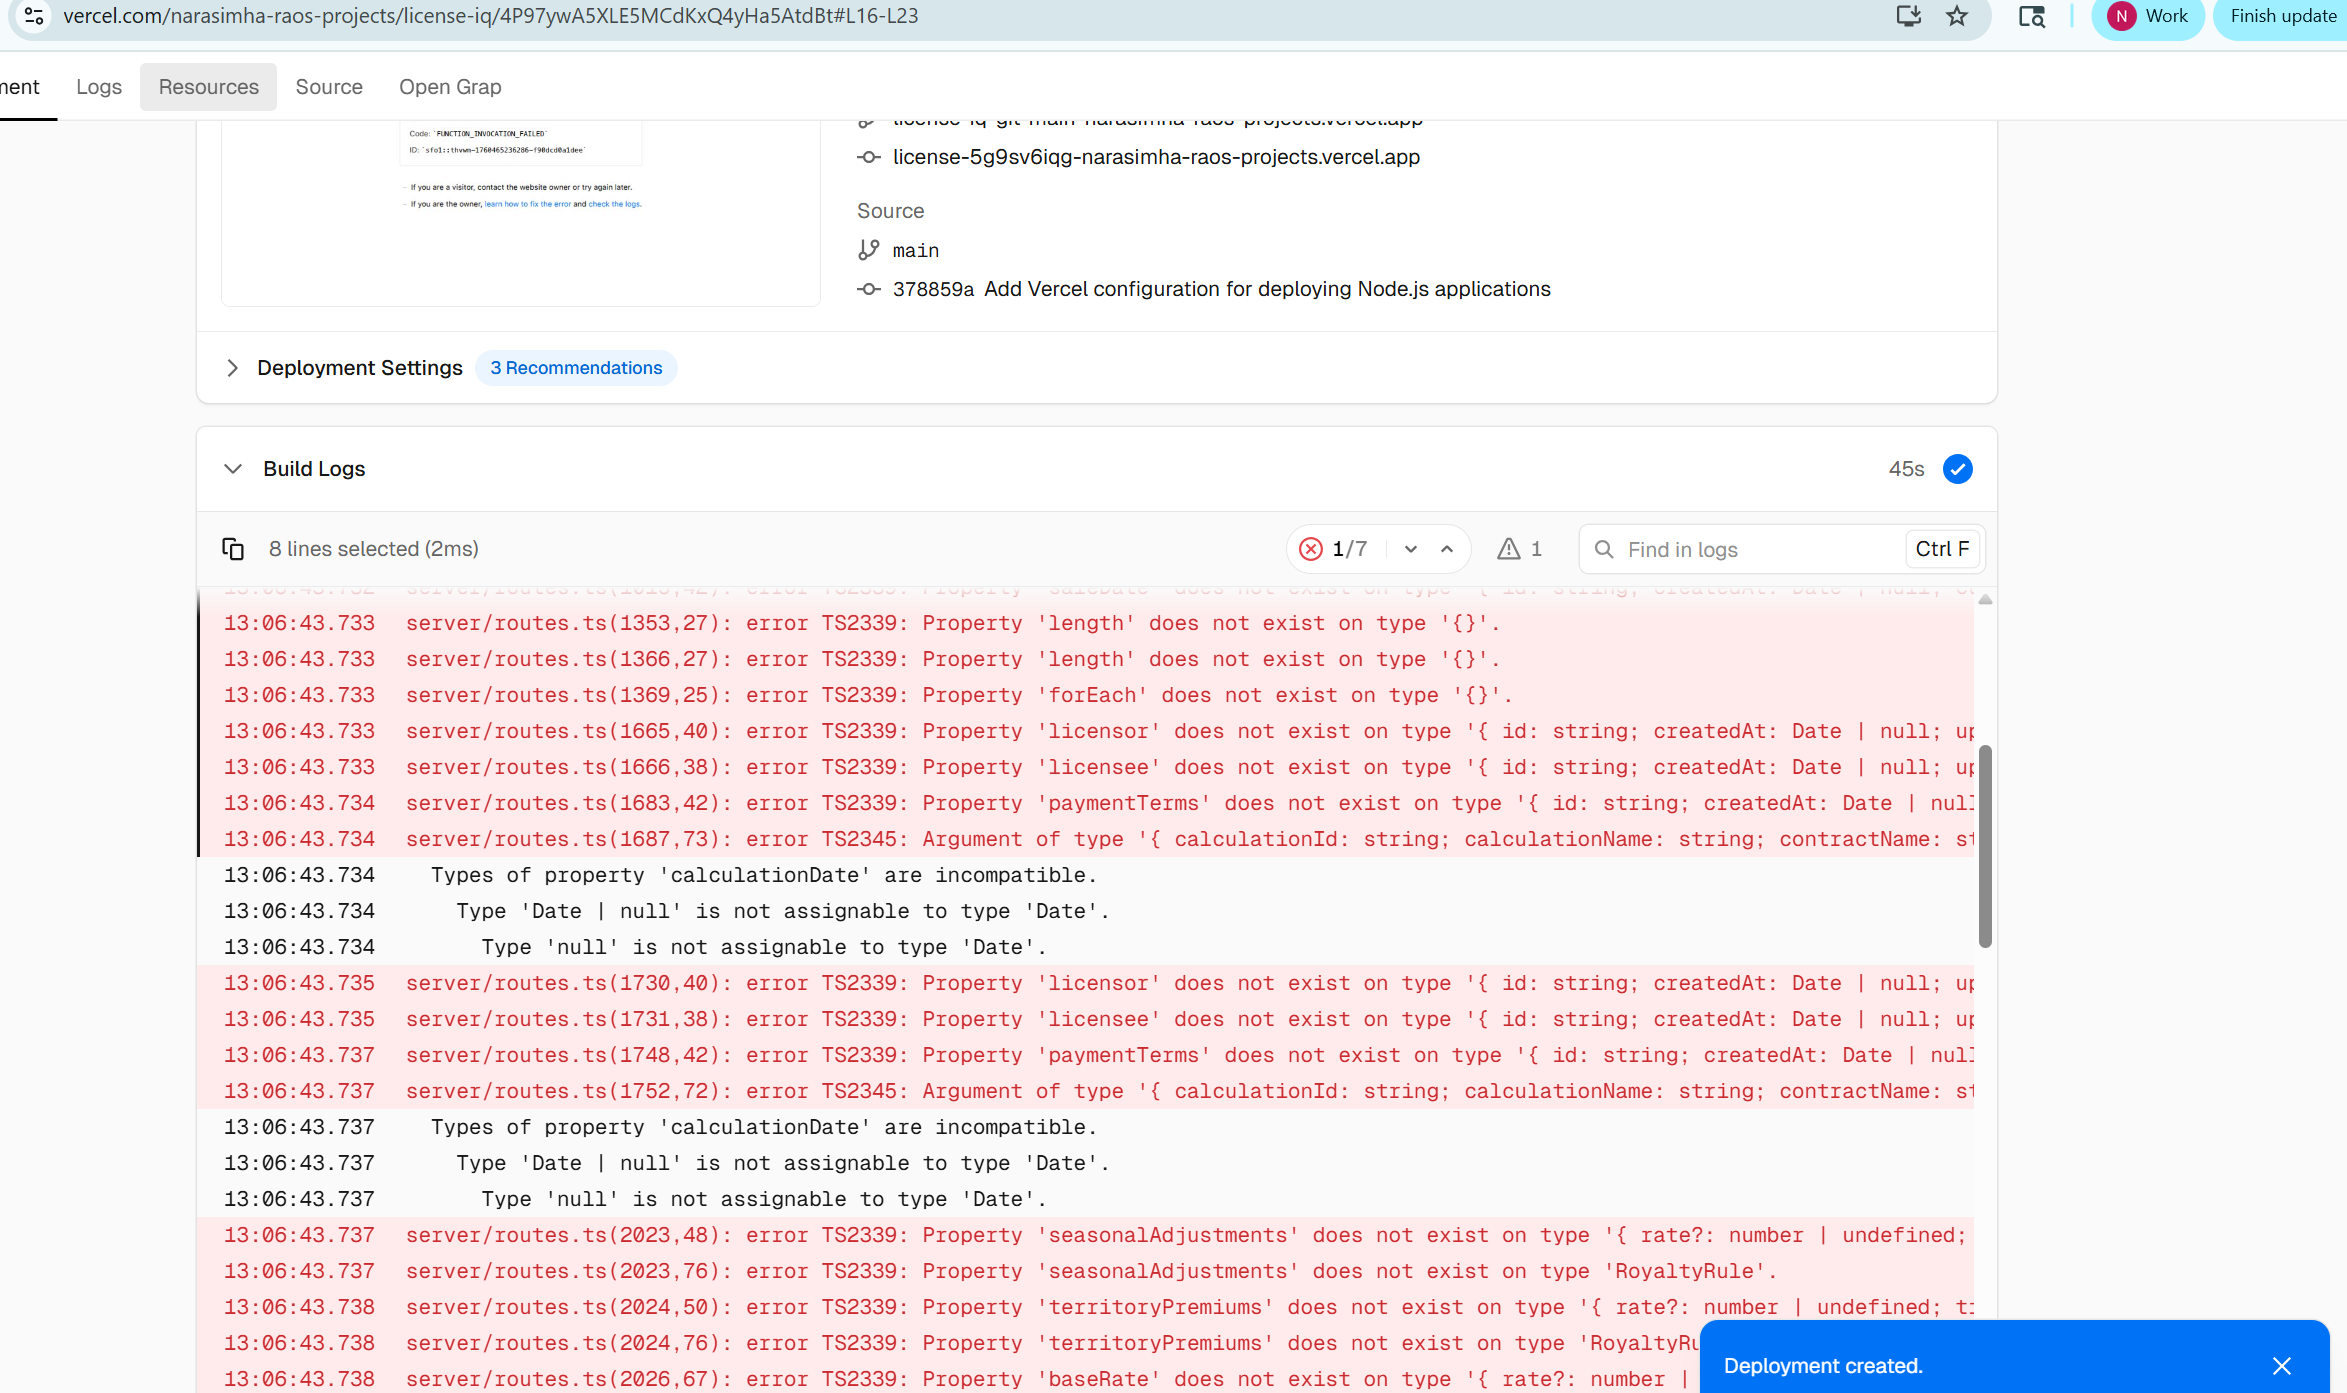 vercel.com/narasimha-raos-projects/license-iq/4P97ywA5XLE5MCdKxQ4yHa5AtdBt#L16-L23
N Work
Finish update
ment Logs Resources Source Open Grap
Code: `FUNCTION_INVOCATION_FAILED`
ID: `sfo1::thvwm-1760465236286-f90dcd0a1dee`
– If you are a visitor, contact the website owner or try again later.
– If you are the owner, learn how to fix the error and check the logs.
license-iq-git-main-narasimha-raos-projects.vercel.app
license-5g9sv6iqg-narasimha-raos-projects.vercel.app
Source
main
378859a Add Vercel configuration for deploying Node.js applications
Deployment Settings 3 Recommendations
Build Logs 45s
8 lines selected (2ms) 1/7 1 Find in logs Ctrl F
13:06:43.733 server/routes.ts(1353,27): error TS2339: Property 'length' does not exist on type '{}'.
13:06:43.733 server/routes.ts(1366,27): error TS2339: Property 'length' does not exist on type '{}'.
13:06:43.733 server/routes.ts(1369,25): error TS2339: Property 'forEach' does not exist on type '{}'.
13:06:43.733 server/routes.ts(1665,40): error TS2339: Property 'licensor' does not exist on type '{ id: string; createdAt: Date | null; up
13:06:43.733 server/routes.ts(1666,38): error TS2339: Property 'licensee' does not exist on type '{ id: string; createdAt: Date | null; up
13:06:43.734 server/routes.ts(1683,42): error TS2339: Property 'paymentTerms' does not exist on type '{ id: string; createdAt: Date | null
13:06:43.734 server/routes.ts(1687,73): error TS2345: Argument of type '{ calculationId: string; calculationName: string; contractName: st
13:06:43.734 Types of property 'calculationDate' are incompatible.
13:06:43.734 Type 'Date | null' is not assignable to type 'Date'.
13:06:43.734 Type 'null' is not assignable to type 'Date'.
13:06:43.735 server/routes.ts(1730,40): error TS2339: Property 'licensor' does not exist on type '{ id: string; createdAt: Date | null; up
13:06:43.735 server/routes.ts(1731,38): error TS2339: Property 'licensee' does not exist on type '{ id: string; createdAt: Date | null; up
13:06:43.737 server/routes.ts(1748,42): error TS2339: Property 'paymentTerms' does not exist on type '{ id: string; createdAt: Date | null
13:06:43.737 server/routes.ts(1752,72): error TS2345: Argument of type '{ calculationId: string; calculationName: string; contractName: st
13:06:43.737 Types of property 'calculationDate' are incompatible.
13:06:43.737 Type 'Date | null' is not assignable to type 'Date'.
13:06:43.737 Type 'null' is not assignable to type 'Date'.
13:06:43.737 server/routes.ts(2023,48): error TS2339: Property 'seasonalAdjustments' does not exist on type '{ rate?: number | undefined;
13:06:43.737 server/routes.ts(2023,76): error TS2339: Property 'seasonalAdjustments' does not exist on type 'RoyaltyRule'.
13:06:43.738 server/routes.ts(2024,50): error TS2339: Property 'territoryPremiums' does not exist on type '{ rate?: number | undefined; ti
13:06:43.738 server/routes.ts(2024,76): error TS2339: Property 'territoryPremiums' does not exist on type 'RoyaltyRu
13:06:43.738 server/routes.ts(2026,67): error TS2339: Property 'baseRate' does not exist on type '{ rate?: number |
Deployment created.